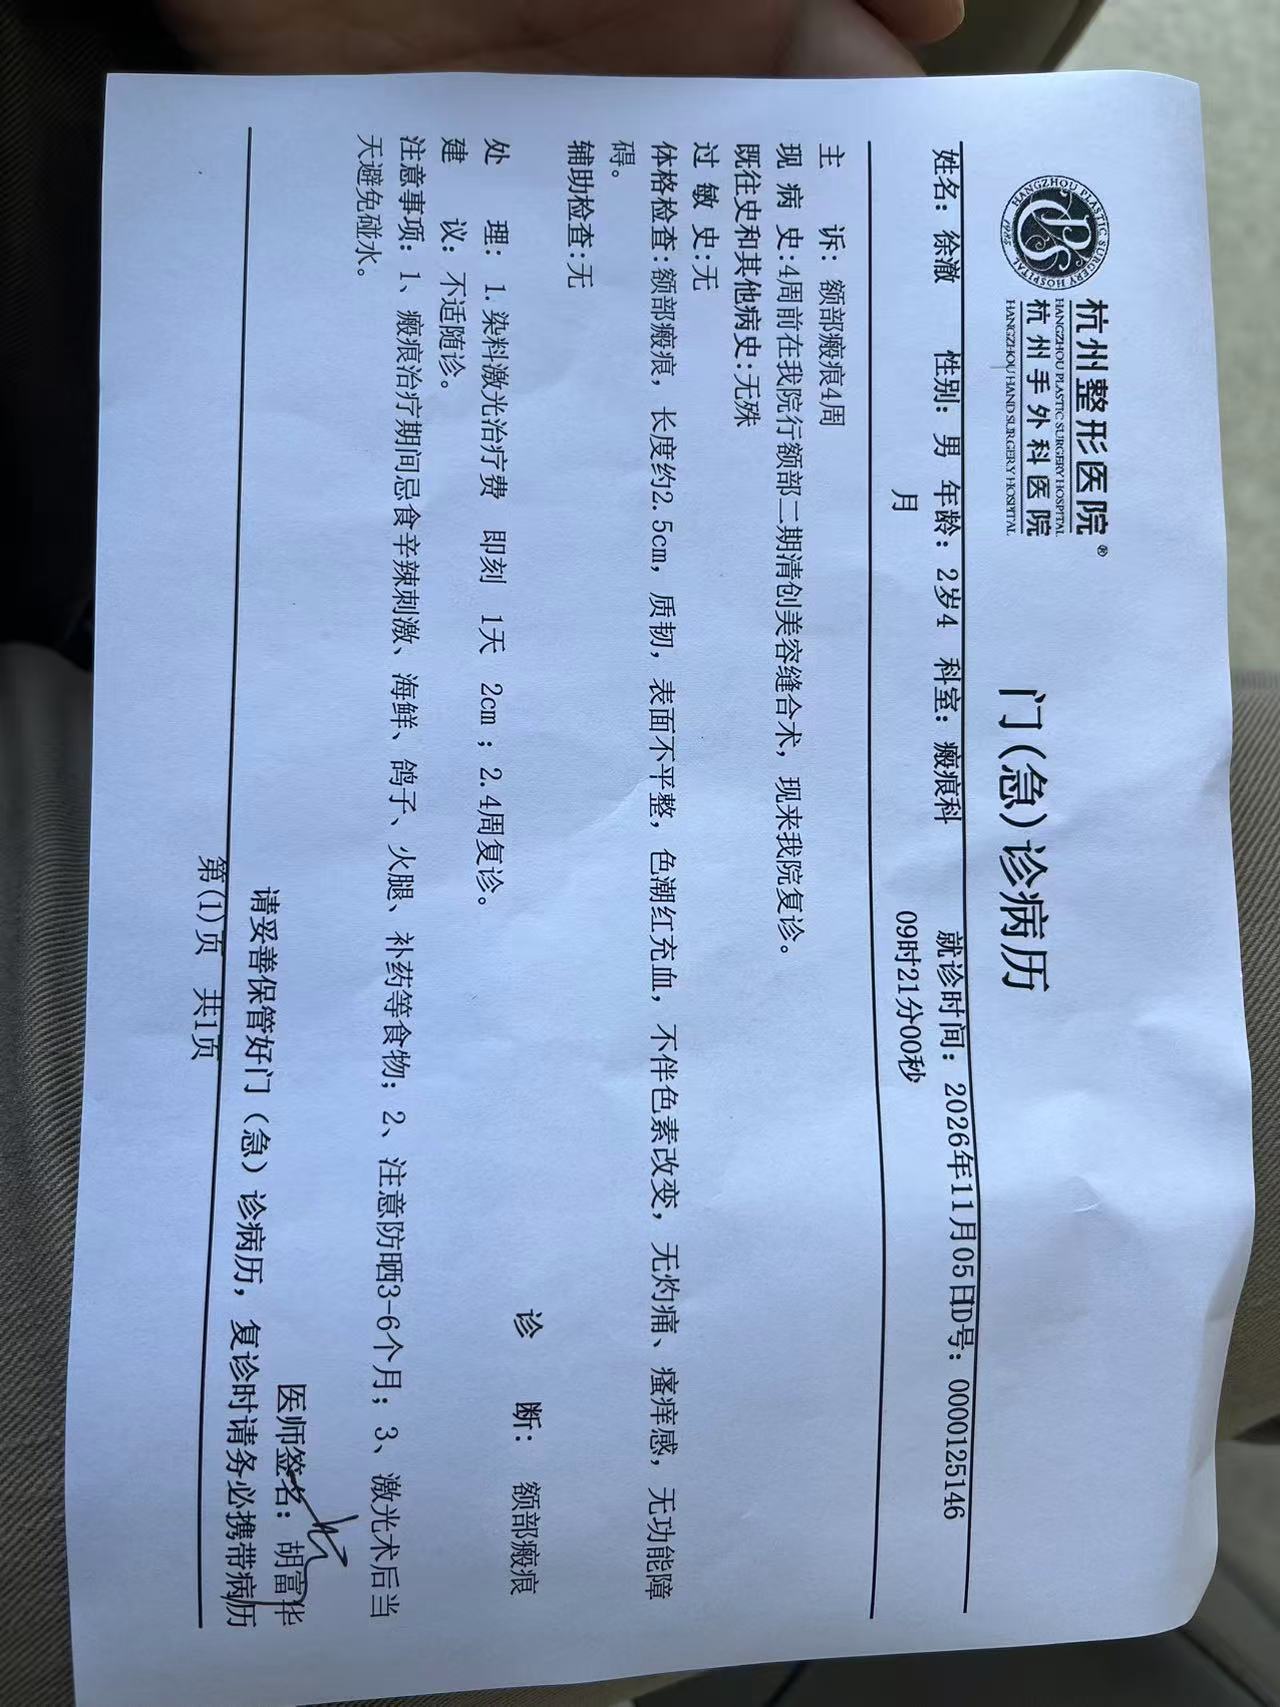 HANGZHOU PLASTIC SURGERY HOSPITAL
杭州整形医院®
HANGZHOU PLASTIC SURGERY HOSPITAL
杭州手外科医院
HANGZHOU HAND SURGERY HOSPITAL
门(急)诊病历
姓名: 徐澈 性别: 男 年龄: 2岁4月 科室: 瘢痕科 就诊时间: 2026年11月05日 09时21分00秒 ID号: 0000125146
主 诉: 额部瘢痕4周
现 病 史:4周前在我院行额部二期清创美容缝合术, 现来我院复诊。
既往史和其他病史:无殊
过 敏 史:无
体格检查:额部瘢痕, 长度约2.5cm, 质韧, 表面不平整, 色潮红充血, 不伴色素改变, 无灼痛、瘙痒感, 无功能障
碍。
辅助检查:无
诊 断: 额部瘢痕
处 理: 1.染料激光治疗费 即刻 1天 2cm ; 2.4周复诊。
建 议: 不适随诊。
注意事项: 1、瘢痕治疗期间忌食辛辣刺激、海鲜、鸽子、火腿、补药等食物; 2、注意防晒3-6个月; 3、激光术后当
天避免碰水。
医师签名: 胡富华
请妥善保管好门(急)诊病历, 复诊时请务必携带病历
第(1)页 共1页